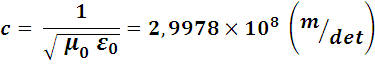 c = 1 / √(μ₀ ε₀) = 2,9978 × 10⁸ (m/det)